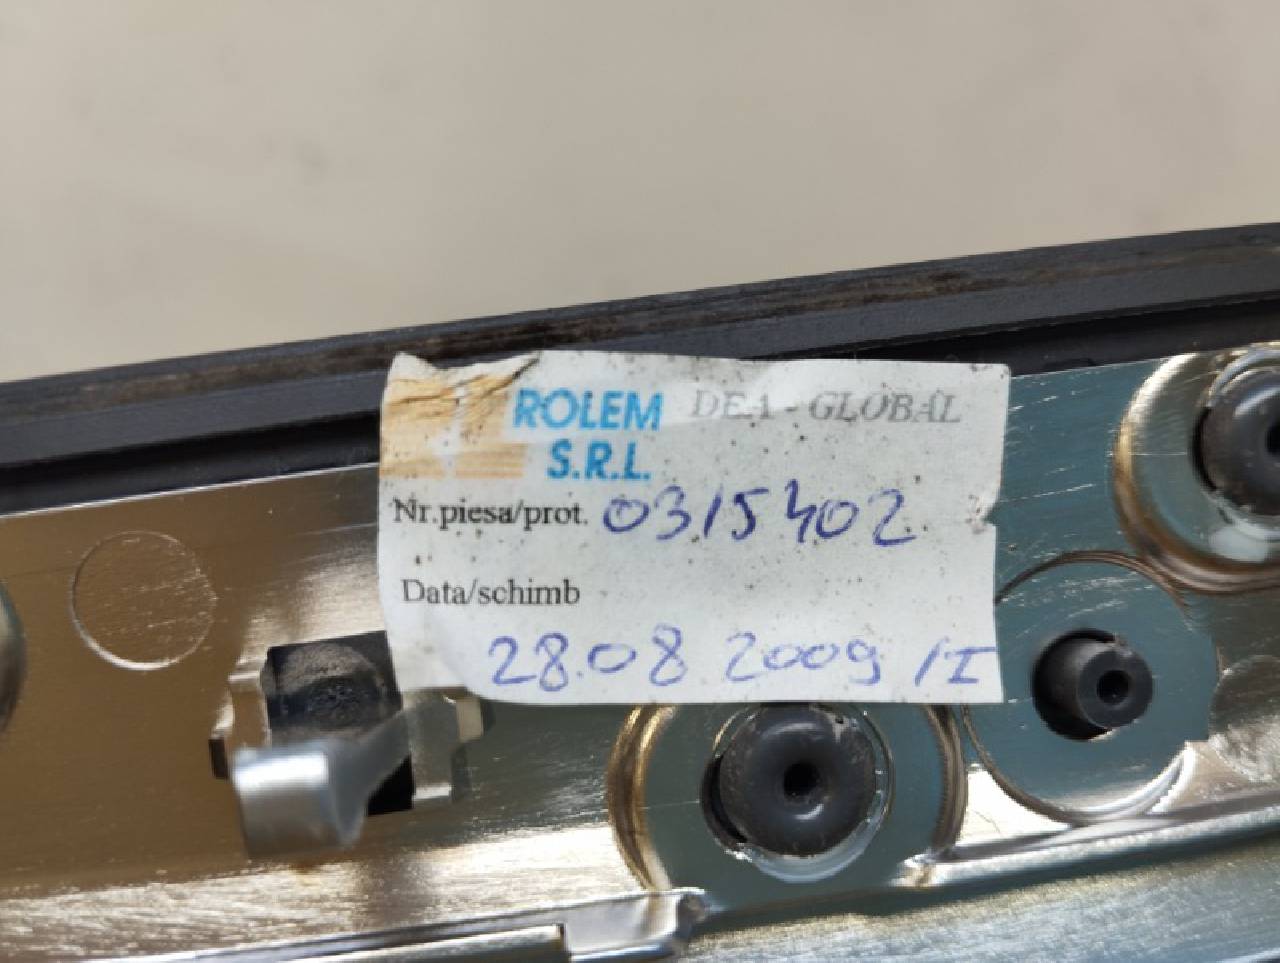 ROLEM DEA - GLOBAL
S.R.L.
Nr.piesa/prot. 0315402
Data/schimb
28.08 2009 /I